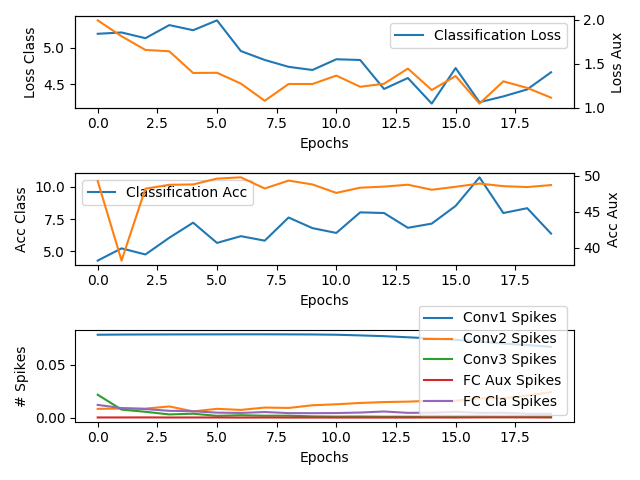 Classification Loss
Loss Class
5.0
4.5
2.0
1.5
1.0
Loss Aux
0.0 2.5 5.0 7.5 10.0 12.5 15.0 17.5
Epochs
Classification Acc
Acc Class
10.0
7.5
5.0
50
45
40
Acc Aux
0.0 2.5 5.0 7.5 10.0 12.5 15.0 17.5
Epochs
Conv1 Spikes
Conv2 Spikes
Conv3 Spikes
FC Aux Spikes
FC Cla Spikes
# Spikes
0.05
0.00
0.0 2.5 5.0 7.5 10.0 12.5 15.0 17.5
Epochs